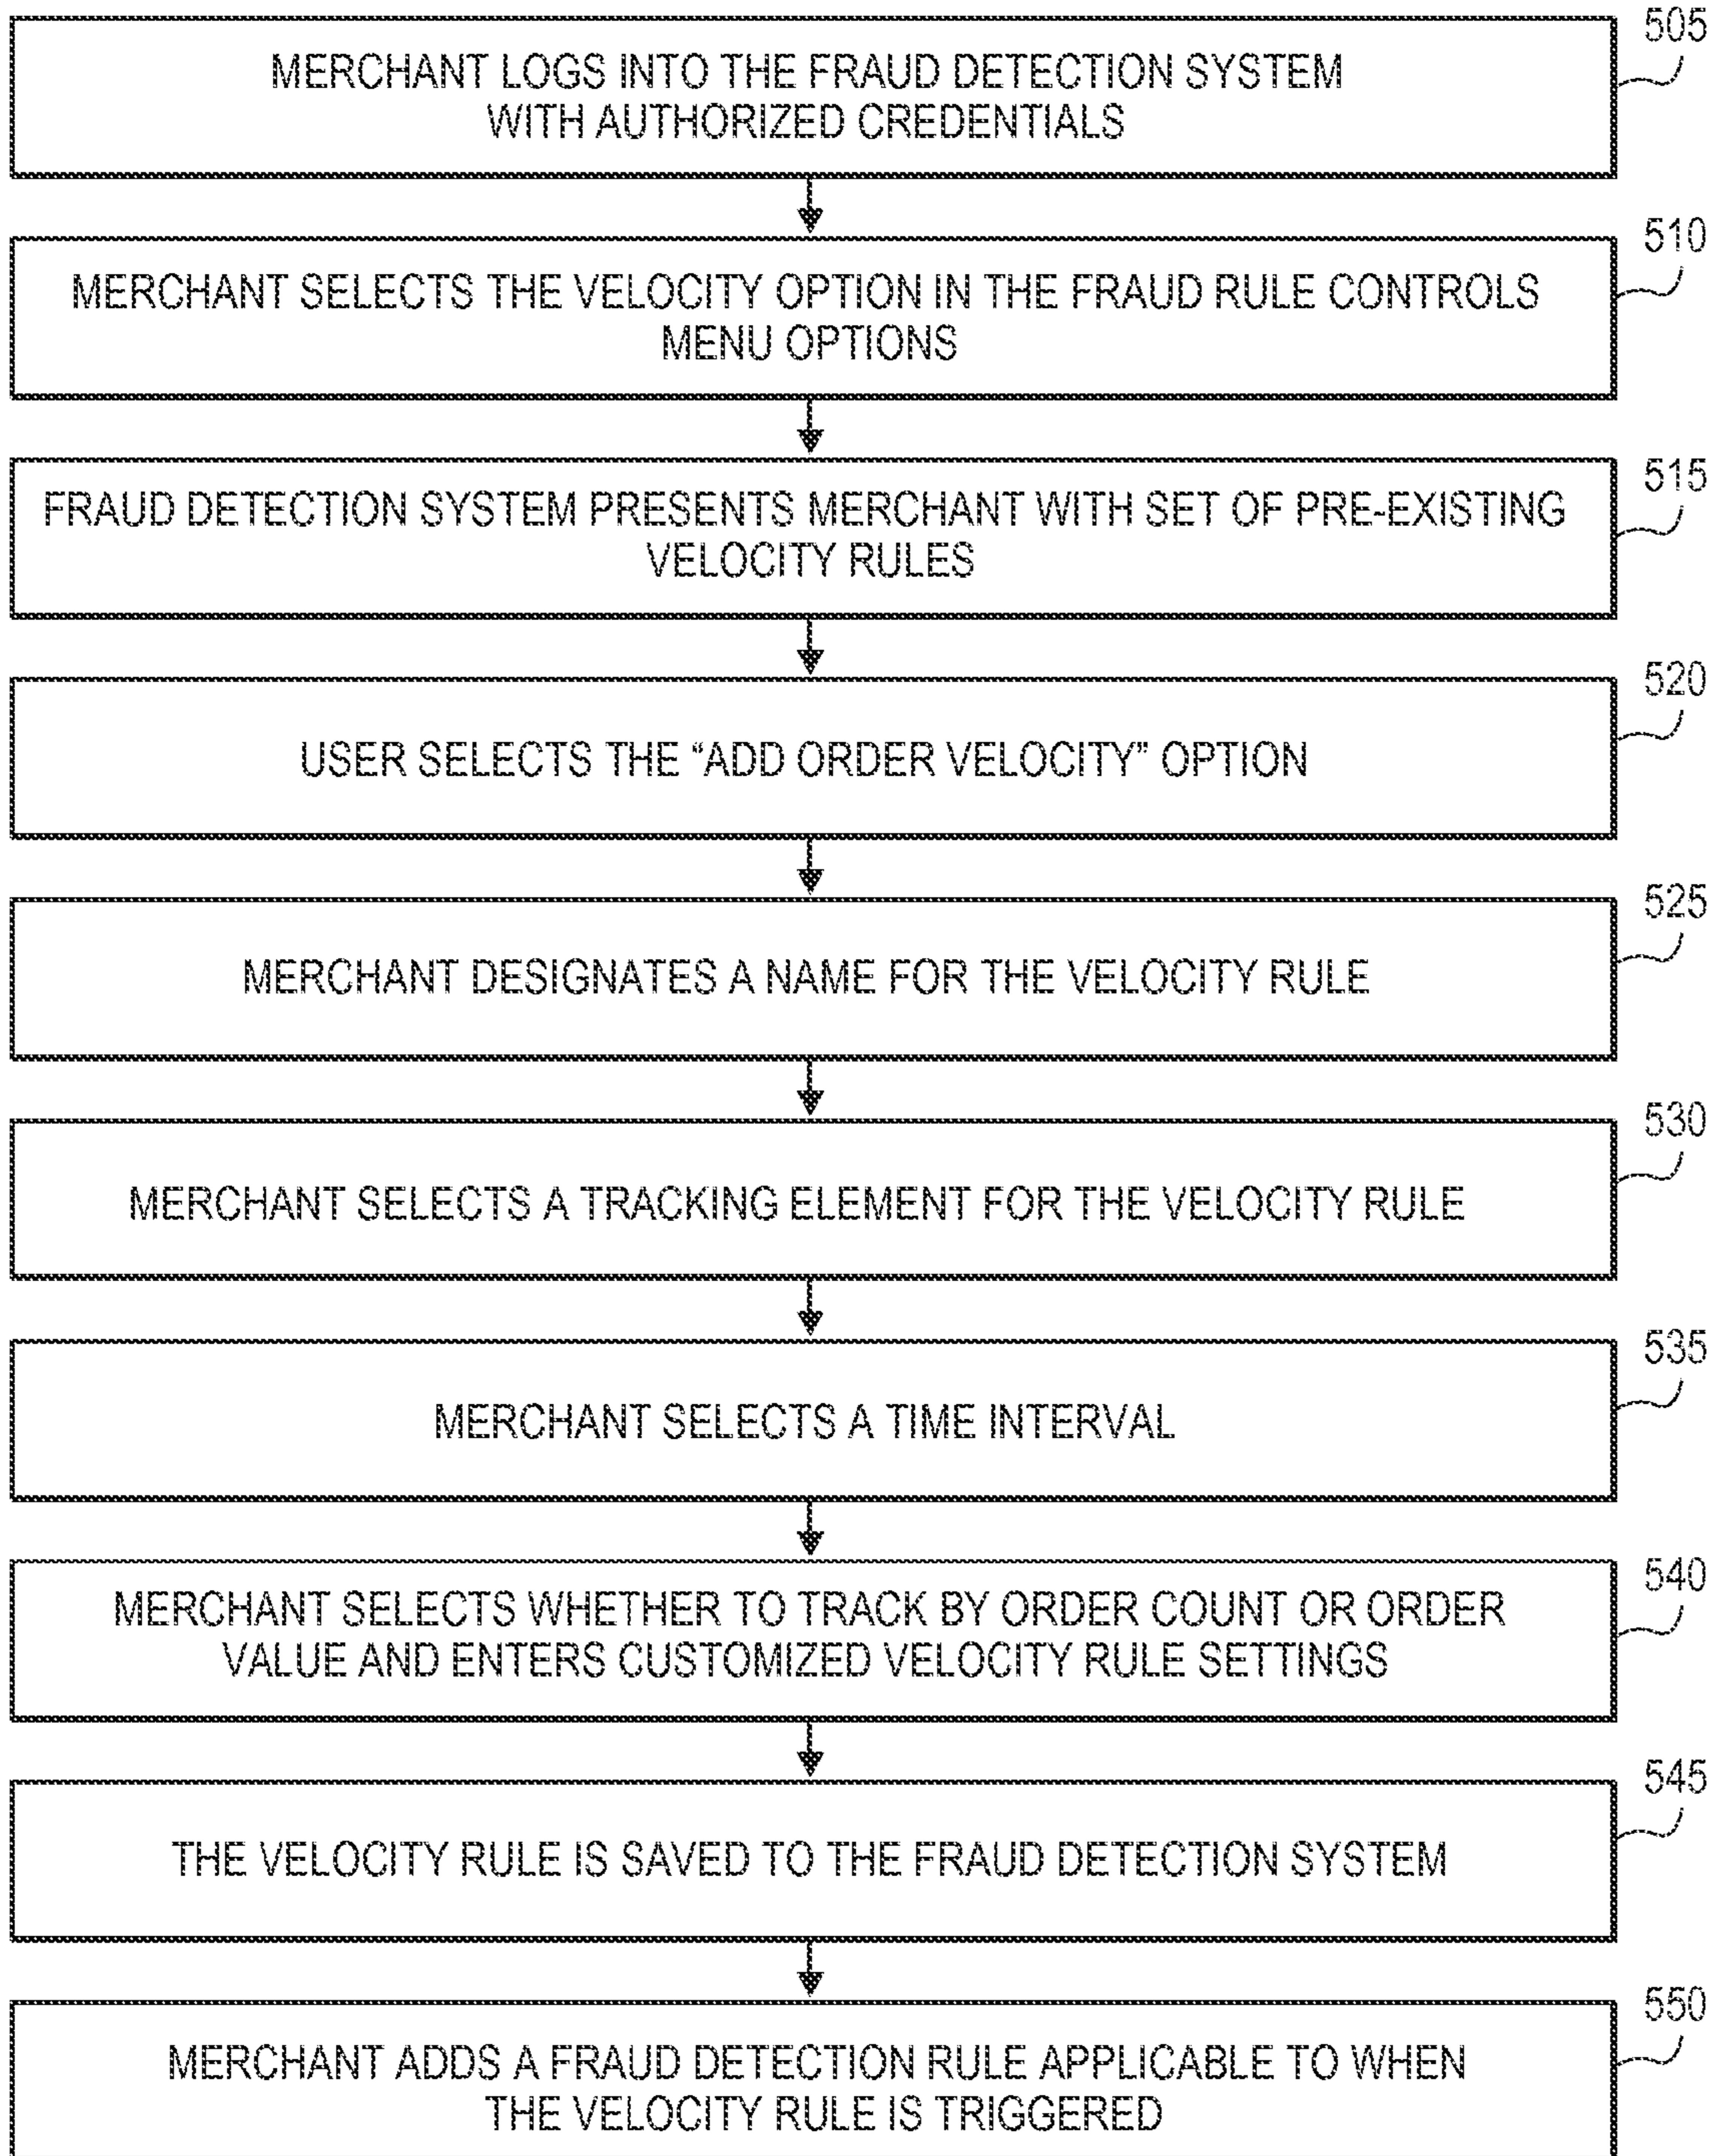 505
MERCHANT LOGS INTO THE FRAUD DETECTION SYSTEM
WITH AUTHORIZED CREDENTIALS
510
MERCHANT SELECTS THE VELOCITY OPTION IN THE FRAUD RULE CONTROLS
MENU OPTIONS
515
FRAUD DETECTION SYSTEM PRESENTS MERCHANT WITH SET OF PRE-EXISTING
VELOCITY RULES
520
USER SELECTS THE “ADD ORDER VELOCITY” OPTION
525
MERCHANT DESIGNATES A NAME FOR THE VELOCITY RULE
530
MERCHANT SELECTS A TRACKING ELEMENT FOR THE VELOCITY RULE
535
MERCHANT SELECTS A TIME INTERVAL
540
MERCHANT SELECTS WHETHER TO TRACK BY ORDER COUNT OR ORDER
VALUE AND ENTERS CUSTOMIZED VELOCITY RULE SETTINGS
545
THE VELOCITY RULE IS SAVED TO THE FRAUD DETECTION SYSTEM
550
MERCHANT ADDS A FRAUD DETECTION RULE APPLICABLE TO WHEN
THE VELOCITY RULE IS TRIGGERED